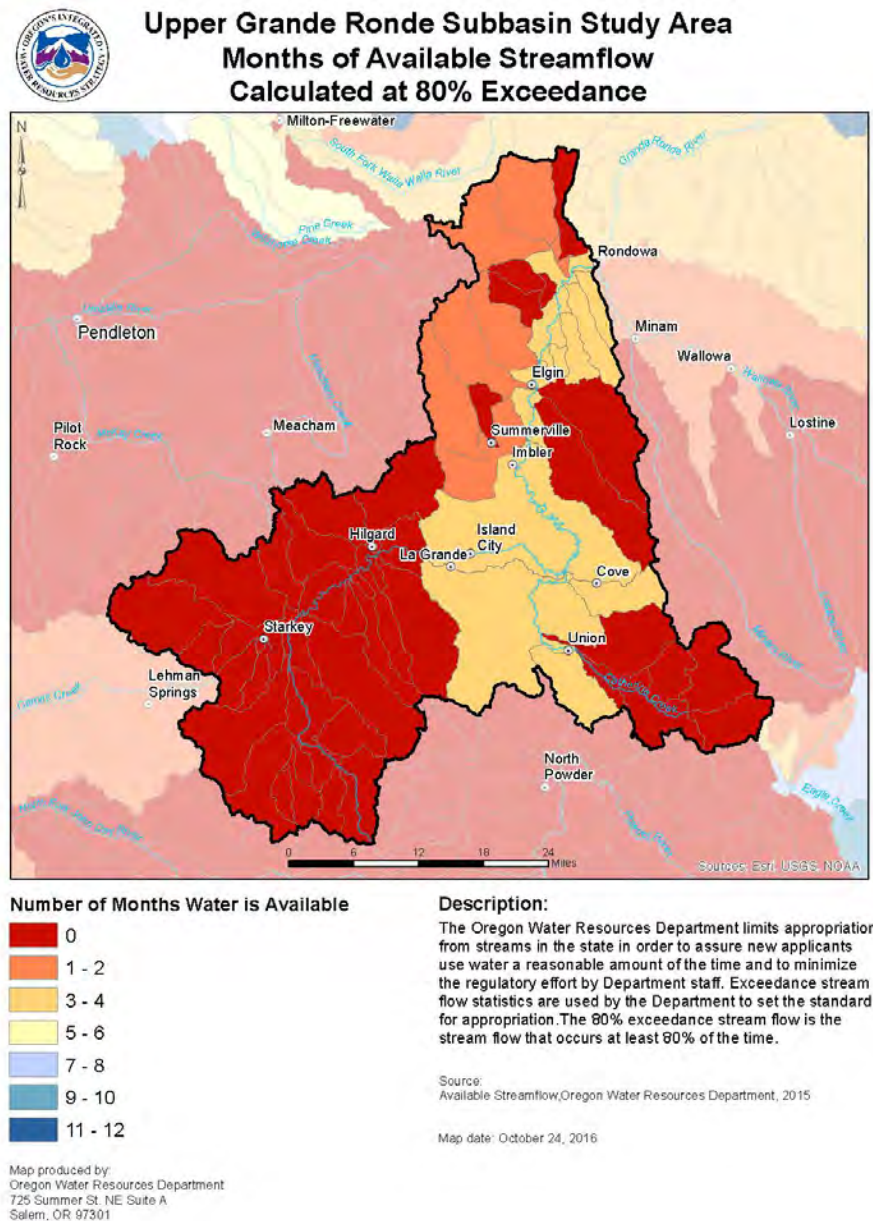 Upper Grande Ronde Subbasin Study Area
Months of Available Streamflow
Calculated at 80% Exceedance
OREGON'S INTEGRATED
WATER RESOURCES STRATEGY
N
Milton-Freewater
South Fork Walla Walla River
Grande Ronde River
Pine Creek
Creek
Rondowa
Pendleton
Minam
Wallowa
Elgin
Lostine
Pilot
Rock
Meacham
Summerville
Imbler
Hilgard
Island
City
La Grande
Cove
Starkey
Union
Lehman
Springs
Catherine Creek
North
Powder
Eagle Creek
0 6 12 18 24
Miles
Sources: Esri, USGS, NOAA
Number of Months Water is Available
0
1 - 2
3 - 4
5 - 6
7 - 8
9 - 10
11 - 12
Description:
The Oregon Water Resources Department limits appropriation
from streams in the state in order to assure new applicants
use water a reasonable amount of the time and to minimize
the regulatory effort by Department staff. Exceedance stream
flow statistics are used by the Department to set the standard
for appropriation.The 80% exceedance stream flow is the
stream flow that occurs at least 80% of the time.
Source:
Available Streamflow,Oregon Water Resources Department, 2015
Map date: October 24, 2016
Map produced by:
Oregon Water Resources Department
725 Summer St. NE Suite A
Salem, OR 97301